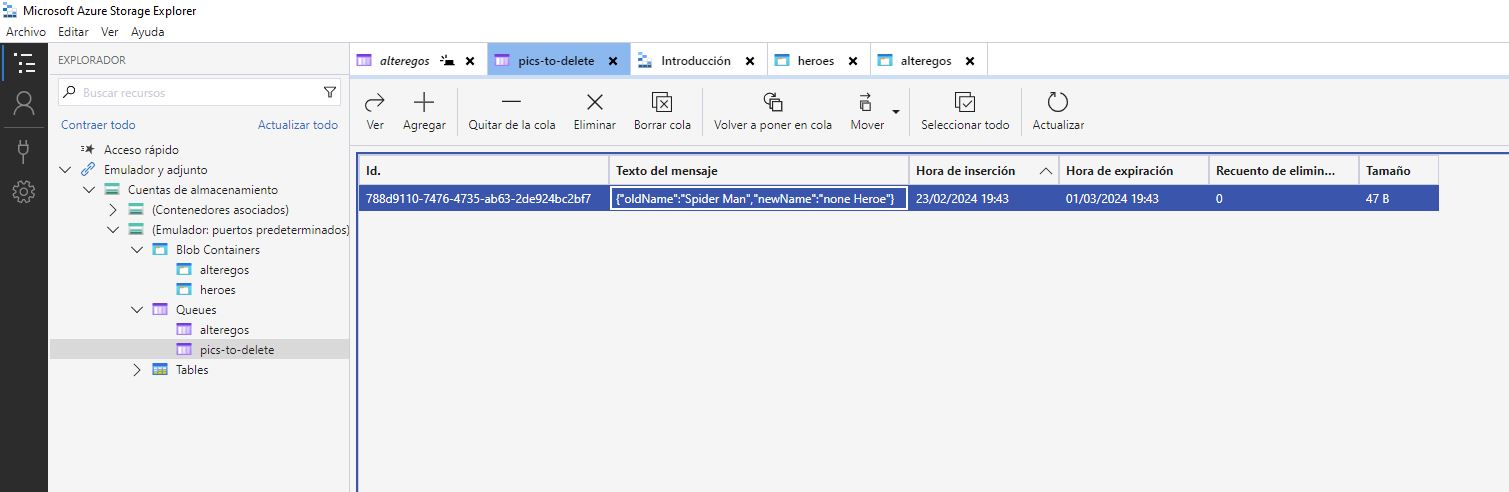 Microsoft Azure Storage Explorer
Archivo Editar Ver Ayuda
EXPLORADOR
Buscar recursos
Contraer todo Actualizar todo
Acceso rápido
Emulador y adjunto
Cuentas de almacenamiento
(Contenedores asociados)
(Emulador: puertos predeterminados)
Blob Containers
alteregos
heroes
Queues
alteregos
pics-to-delete
Tables
alteregos pics-to-delete Introducción heroes alteregos
Ver Agregar Quitar de la cola Eliminar Borrar cola Volver a poner en cola Mover Seleccionar todo Actualizar
Id. Texto del mensaje Hora de inserción Hora de expiración Recuento de elimin... Tamaño
788d9110-7476-4735-ab63-2de924bc2bf7 {"oldName":"Spider Man","newName":"none Heroe"} 23/02/2024 19:43 01/03/2024 19:43 0 47 B